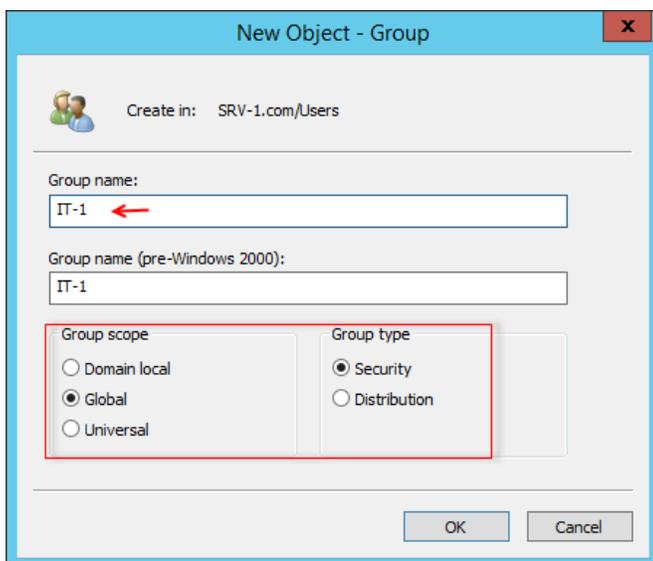 New Object - Group
x
Create in: SRV-1.com/Users
Group name:
IT-1
Group name (pre-Windows 2000):
IT-1
Group scope
Domain local
Global
Universal
Group type
Security
Distribution
OK
Cancel